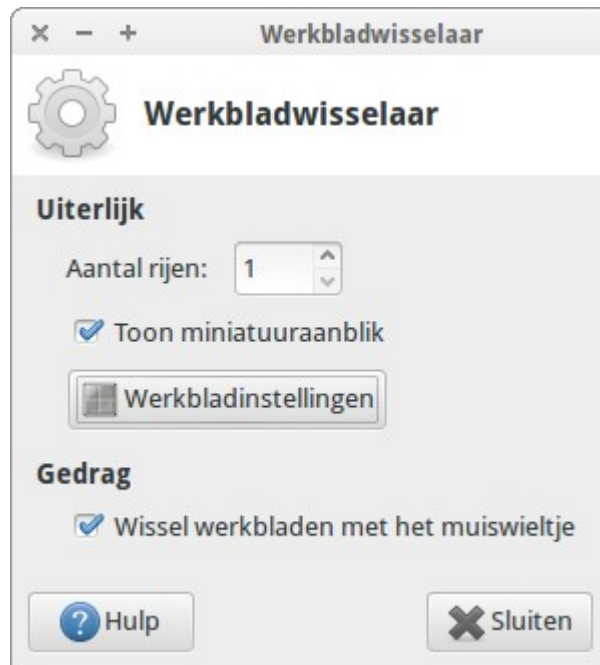 Werkbladwisselaar
Werkbladwisselaar
Uiterlijk
Aantal rijen: 1
Toon miniatuuraanblik
Werkbladinstellingen
Gedrag
Wissel werkbladen met het muiswieltje
Hulp Sluiten